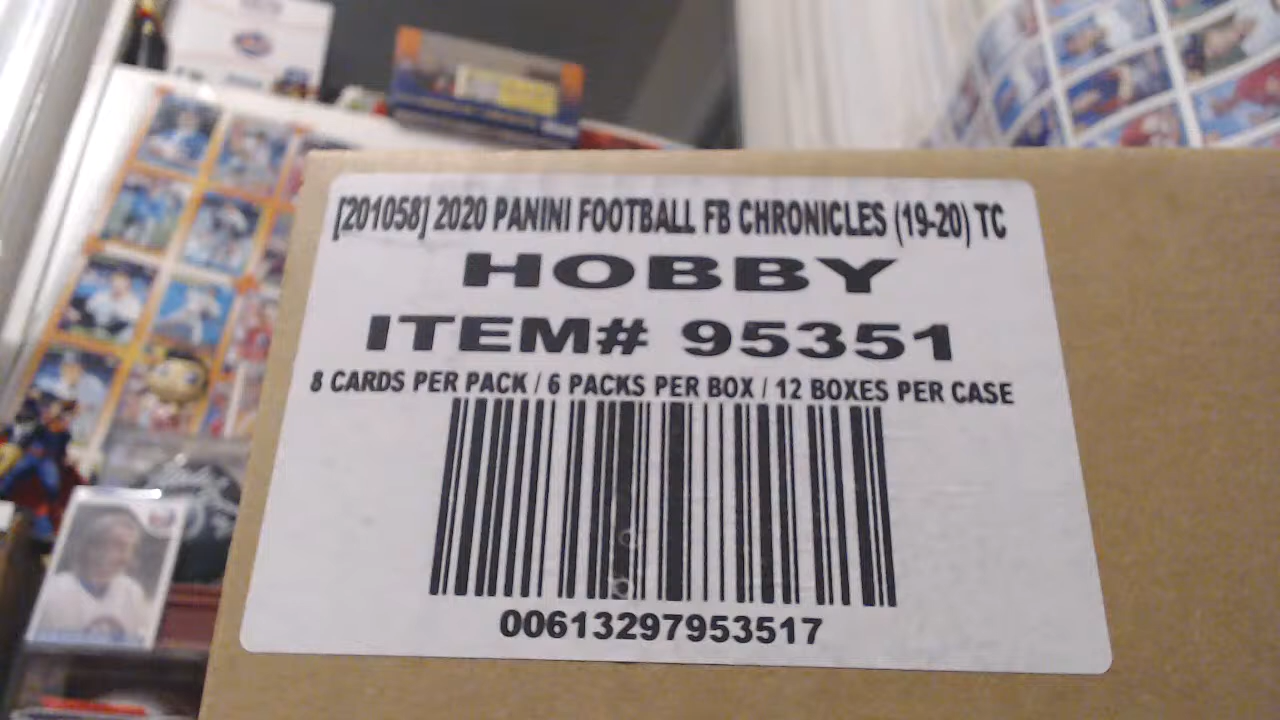 [201058] 2020 PANINI FOOTBALL FB CHRONICLES (19-20) TC
HOBBY
ITEM# 95351
8 CARDS PER PACK / 6 PACKS PER BOX / 12 BOXES PER CASE
00613297953517